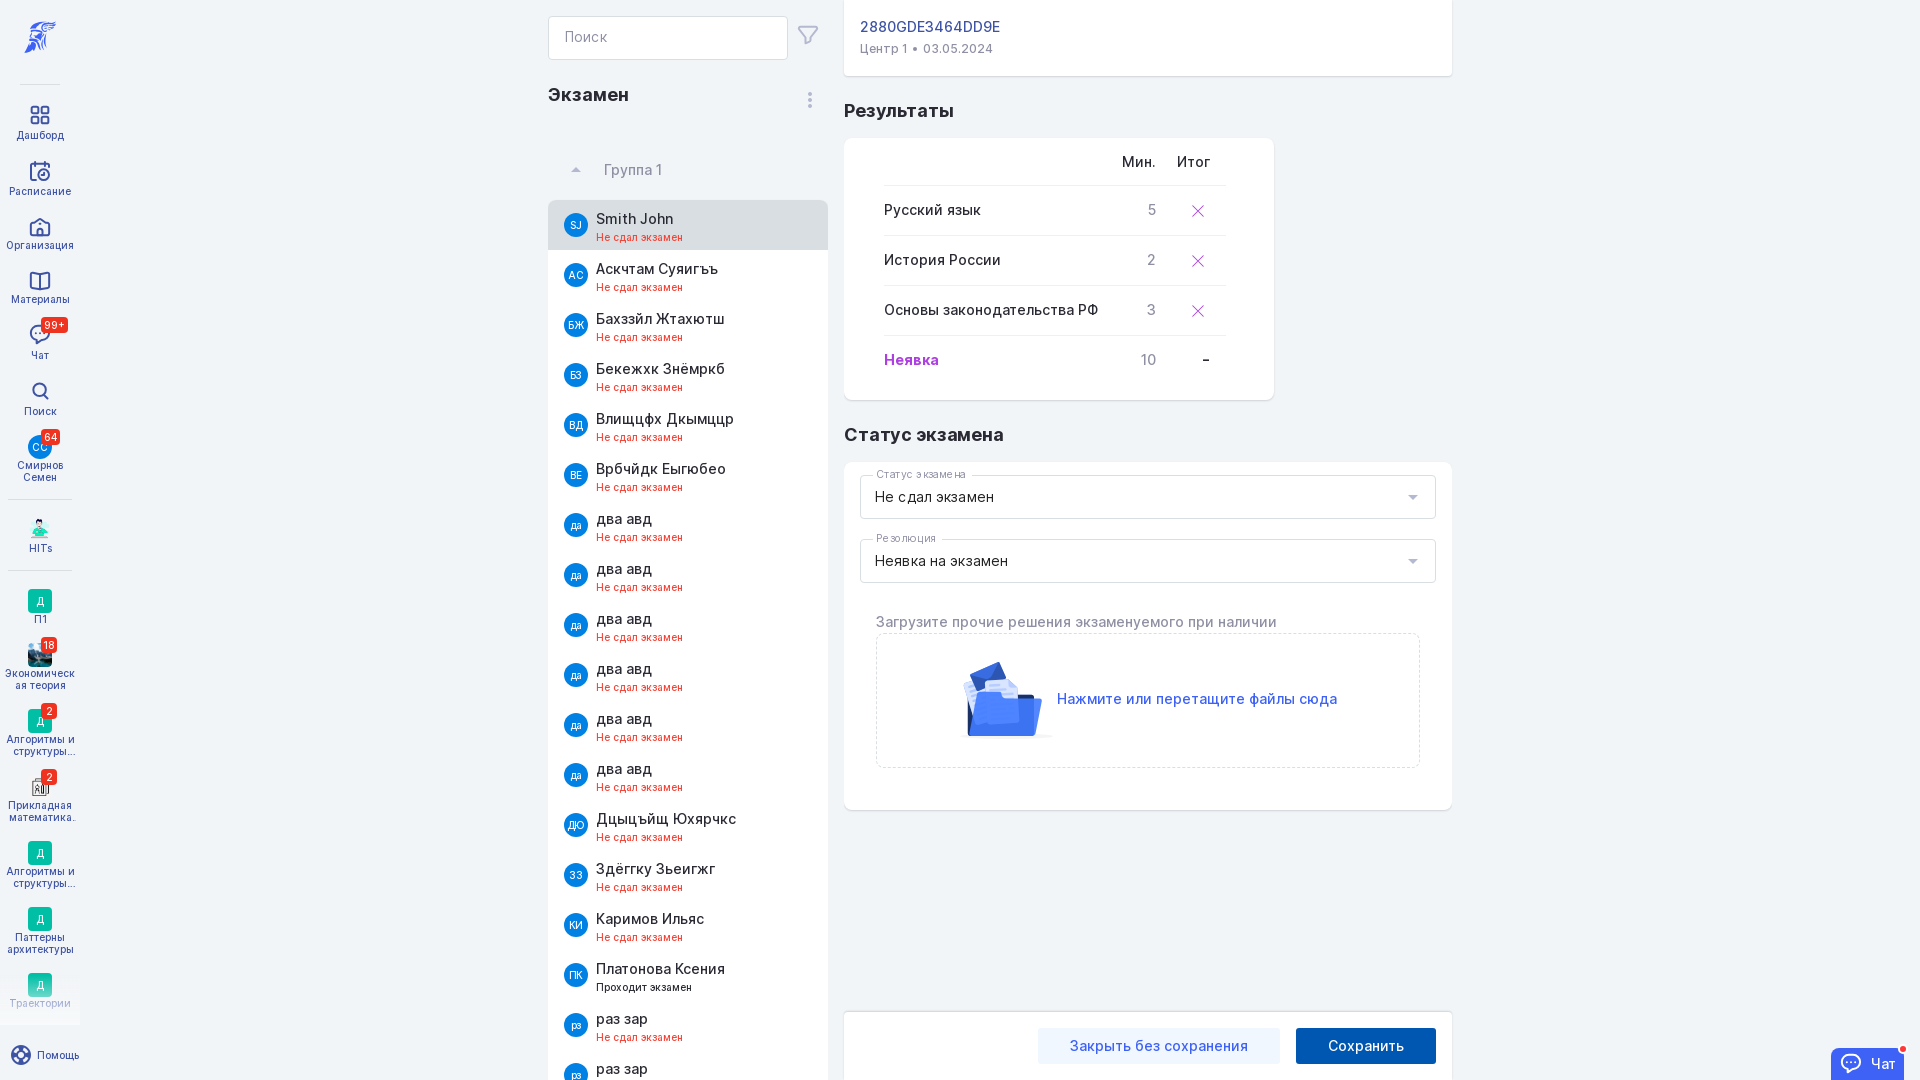 Дашборд
Расписание
Организация
Материалы
99+
Чат
Поиск
64
СС
Смирнов
Семен
HITs
Д
П1
18
Экономическ
ая теория
2
Д
Алгоритмы и
структуры...
2
Прикладная
математика.
Д
Алгоритмы и
структуры...
Д
Паттерны
архитектуры
Д
Траектории
Помощь
Поиск
Экзамен
Группа 1
SJ
Smith John
Не сдал экзамен
АС
Аскчтам Суяигъъ
Не сдал экзамен
БЖ
Бахззйл Жтахютш
Не сдал экзамен
БЗ
Бекежхк Знёмркб
Не сдал экзамен
ВД
Влищцфх Дкымццр
Не сдал экзамен
ВЕ
Врбчйдк Еыгюбео
Не сдал экзамен
да
два авд
Не сдал экзамен
да
два авд
Не сдал экзамен
да
два авд
Не сдал экзамен
да
два авд
Не сдал экзамен
да
два авд
Не сдал экзамен
да
два авд
Не сдал экзамен
ДЮ
Дцыцъйщ Юхярчкс
Не сдал экзамен
ЗЗ
Здёггку Зьеигжг
Не сдал экзамен
КИ
Каримов Ильяс
Не сдал экзамен
ПК
Платонова Ксения
Проходит экзамен
рз
раз зар
Не сдал экзамен
рз
раз зар
2880GDE3464DD9E
Центр 1 • 03.05.2024
Результаты
Мин. Итог
Русский язык 5
История России 2
Основы законодательства РФ 3
Неявка 10 –
Статус экзамена
Статус экзамена
Не сдал экзамен
Резолюция
Неявка на экзамен
Загрузите прочие решения экзаменуемого при наличии
Нажмите или перетащите файлы сюда
Закрыть без сохранения
Сохранить
Чат